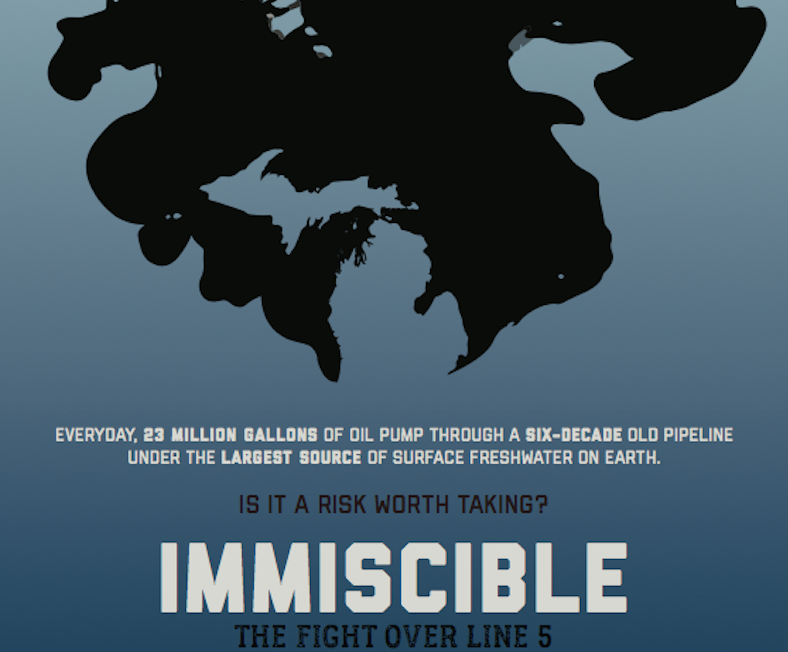 EVERYDAY, 23 MILLION GALLONS OF OIL PUMP THROUGH A SIX-DECADE OLD PIPELINE
UNDER THE LARGEST SOURCE OF SURFACE FRESHWATER ON EARTH.
IS IT A RISK WORTH TAKING?
IMMISCIBLE
THE FIGHT OVER LINE 5